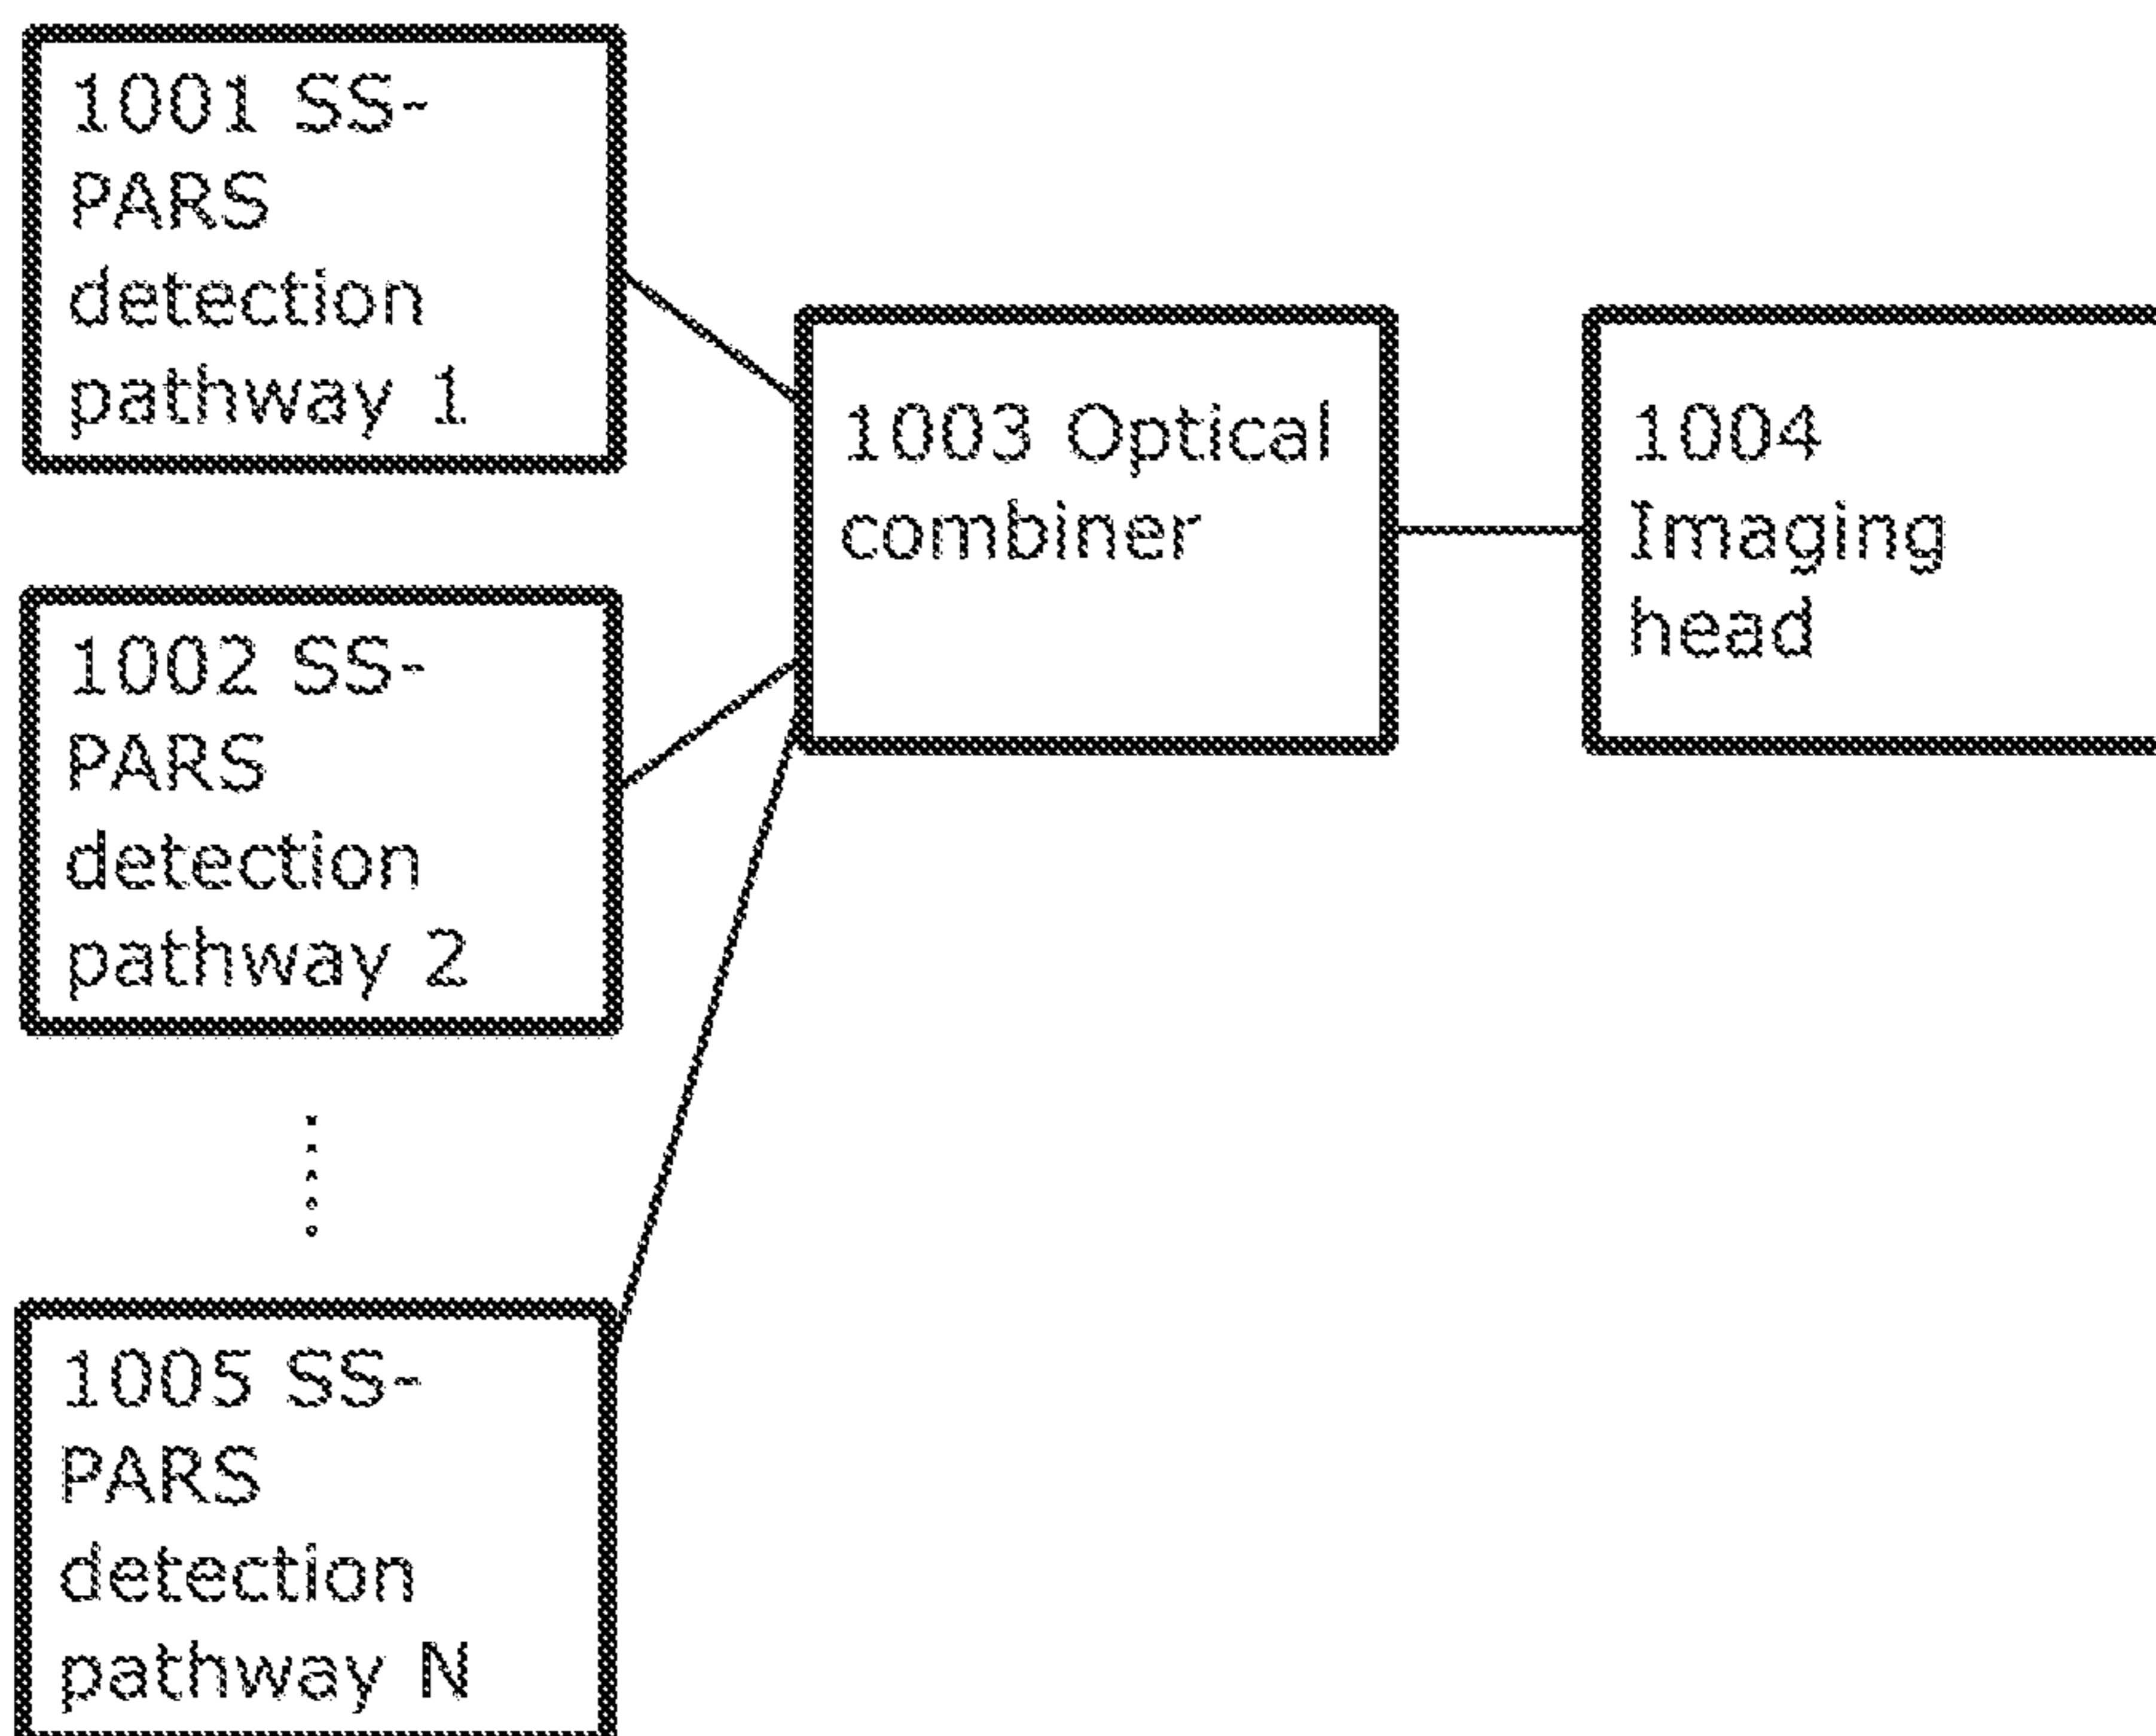 1001 SS-
PARS
detection
pathway 1
1003 Optical
combiner
1004
Imaging
head
1002 SS-
PARS
detection
pathway 2
1005 SS-
PARS
detection
pathway N